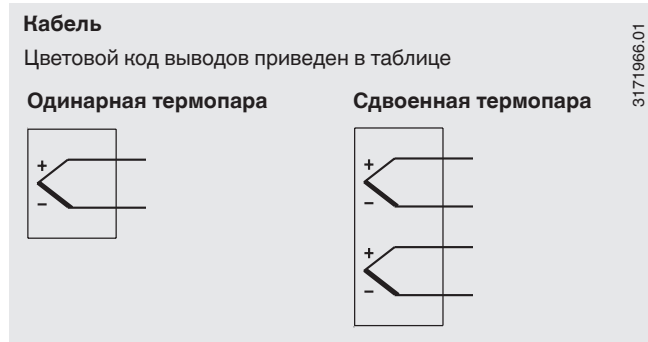 Кабель
Цветовой код выводов приведен в таблице
Одинарная термопара
Сдвоенная термопара
+
–
+
–
+
–
3171966.01